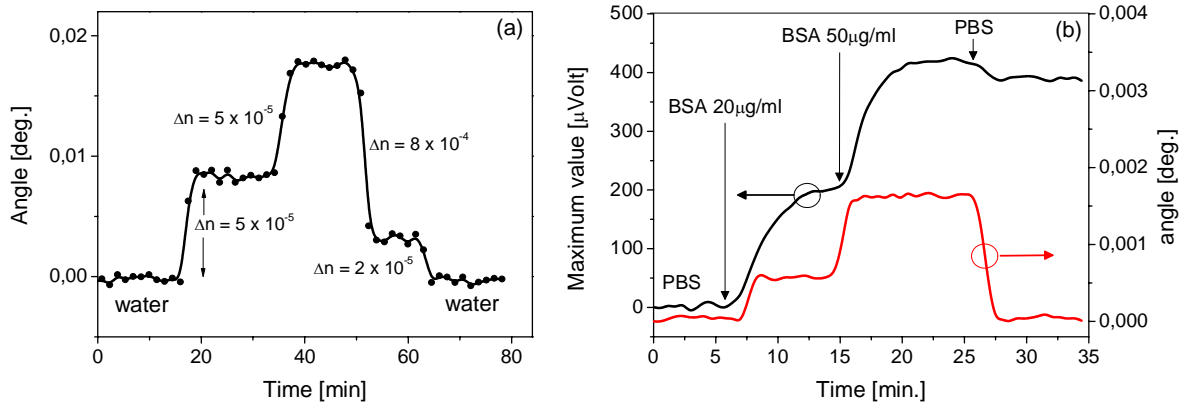 (a)
0,02
0,01
0,00
Angle [deg.]
Δn = 5 x 10⁻⁵
Δn = 5 x 10⁻⁵
Δn = 8 x 10⁻⁴
Δn = 2 x 10⁻⁵
water
water
0 20 40 60 80
Time [min]
(b)
500
400
300
200
100
0
Maximum value [μVolt]
BSA 20μg/ml
BSA 50μg/ml
PBS
PBS
0,004
0,003
0,002
0,001
0,000
angle [deg.]
0 5 10 15 20 25 30 35
Time [min.]